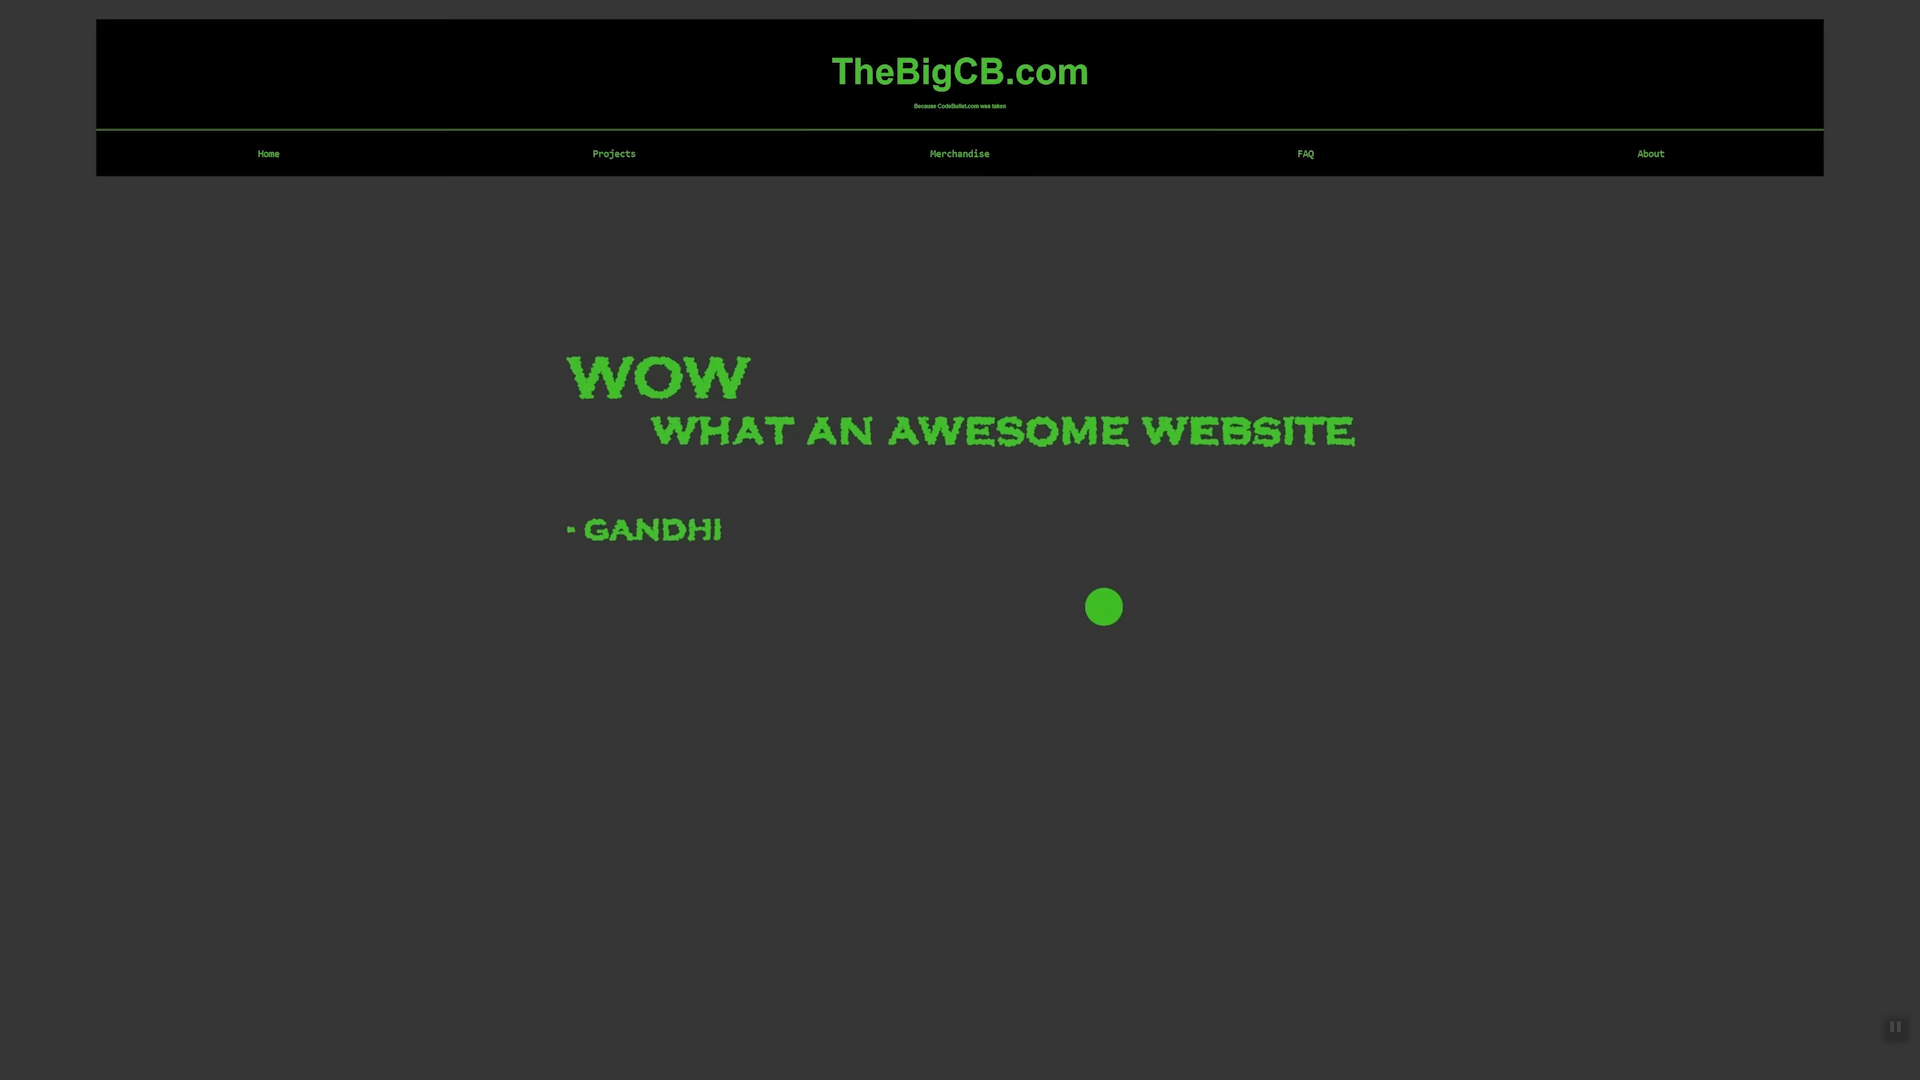 TheBigCB.com
Because CodeBullet.com was taken
Home Projects Merchandise FAQ About
WOW
WHAT AN AWESOME WEBSITE
- GANDHI